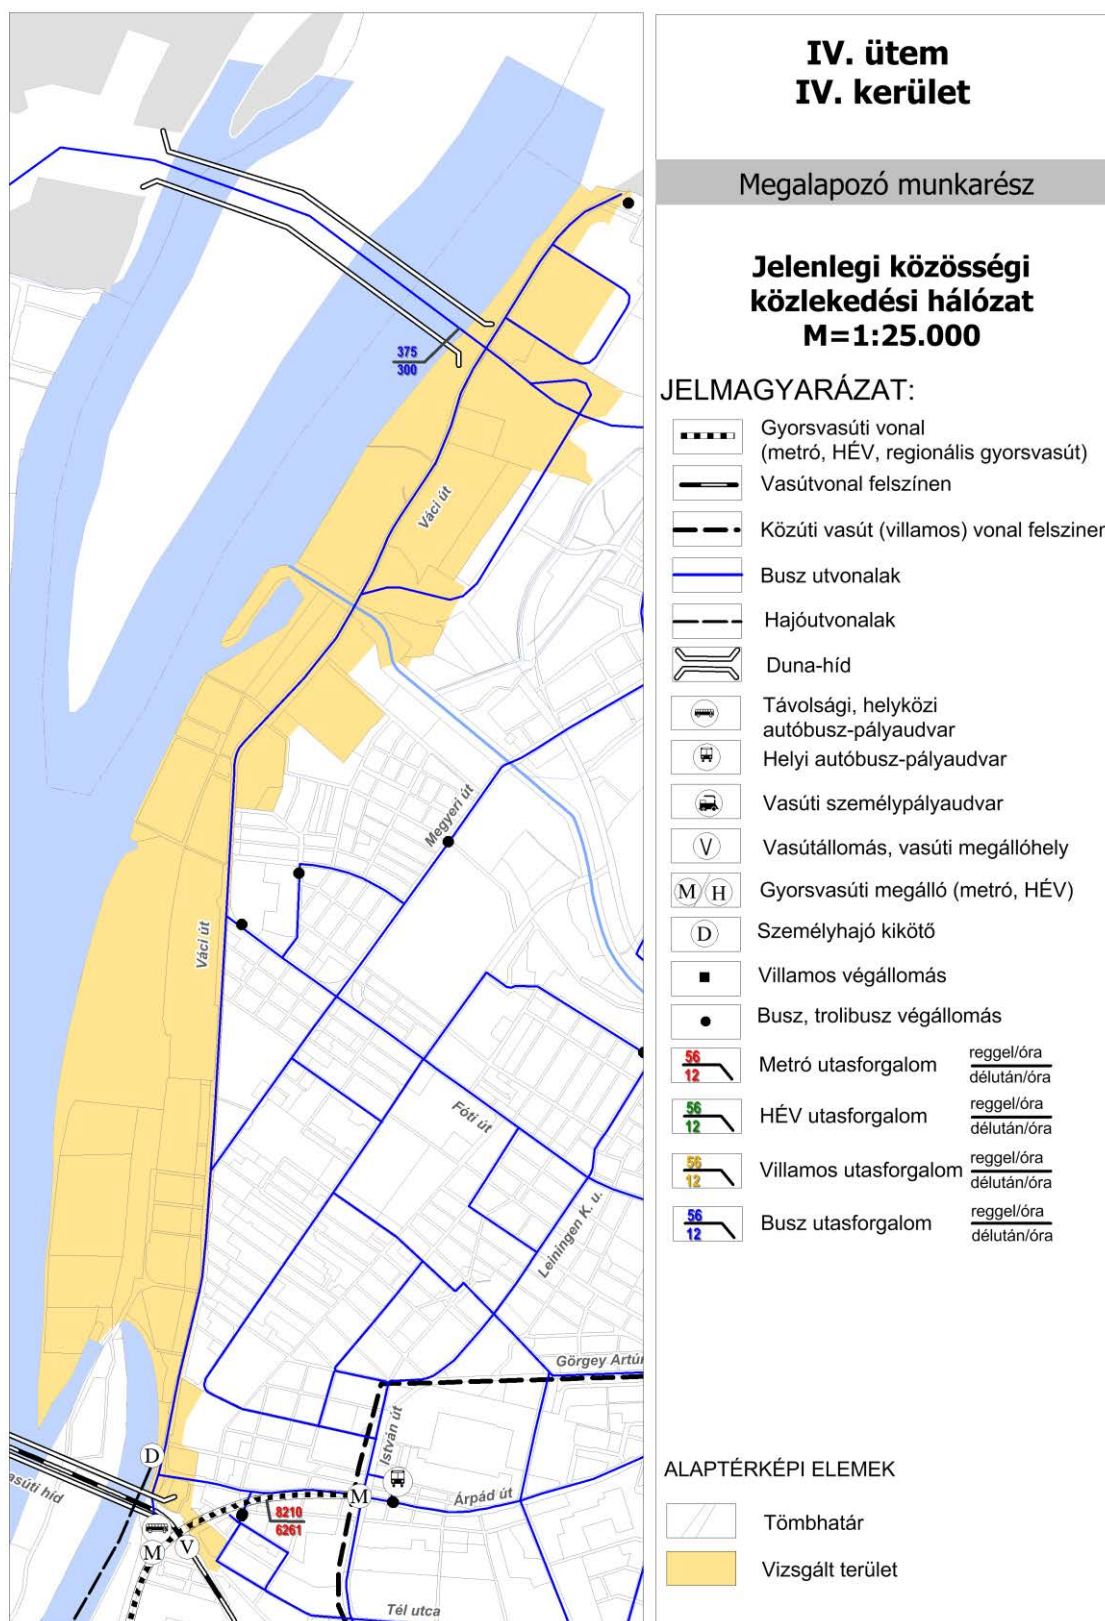 IV. ütem
IV. kerület
Megalapozó munkarész
Jelenlegi közösségi
közlekedési hálózat
M=1:25.000
JELMAGYARÁZAT:
Gyorsvasúti vonal
(metró, HÉV, regionális gyorsvasút)
Vasútvonal felszínen
Közúti vasút (villamos) vonal felszinen
Busz utvonalak
Hajóutvonalak
Duna-híd
Távolsági, helyközi
autóbusz-pályaudvar
Helyi autóbusz-pályaudvar
Vasúti személypályaudvar
V
Vasútállomás, vasúti megállóhely
M H
Gyorsvasúti megálló (metró, HÉV)
D
Személyhajó kikötő
Villamos végállomás
Busz, trolibusz végállomás
56
12
Metró utasforgalom
reggel/óra
délután/óra
56
12
HÉV utasforgalom
reggel/óra
délután/óra
56
12
Villamos utasforgalom
reggel/óra
délután/óra
56
12
Busz utasforgalom
reggel/óra
délután/óra
ALAPTÉRKÉPI ELEMEK
Tömbhatár
Vizsgált terület
375
300
Váci út
Megyeri út
Váci út
Fóti út
Leiningen K. u.
Görgey Artúr
István út
D
asúti híd
M
Árpád út
8210
6261
M
V
Tél utca